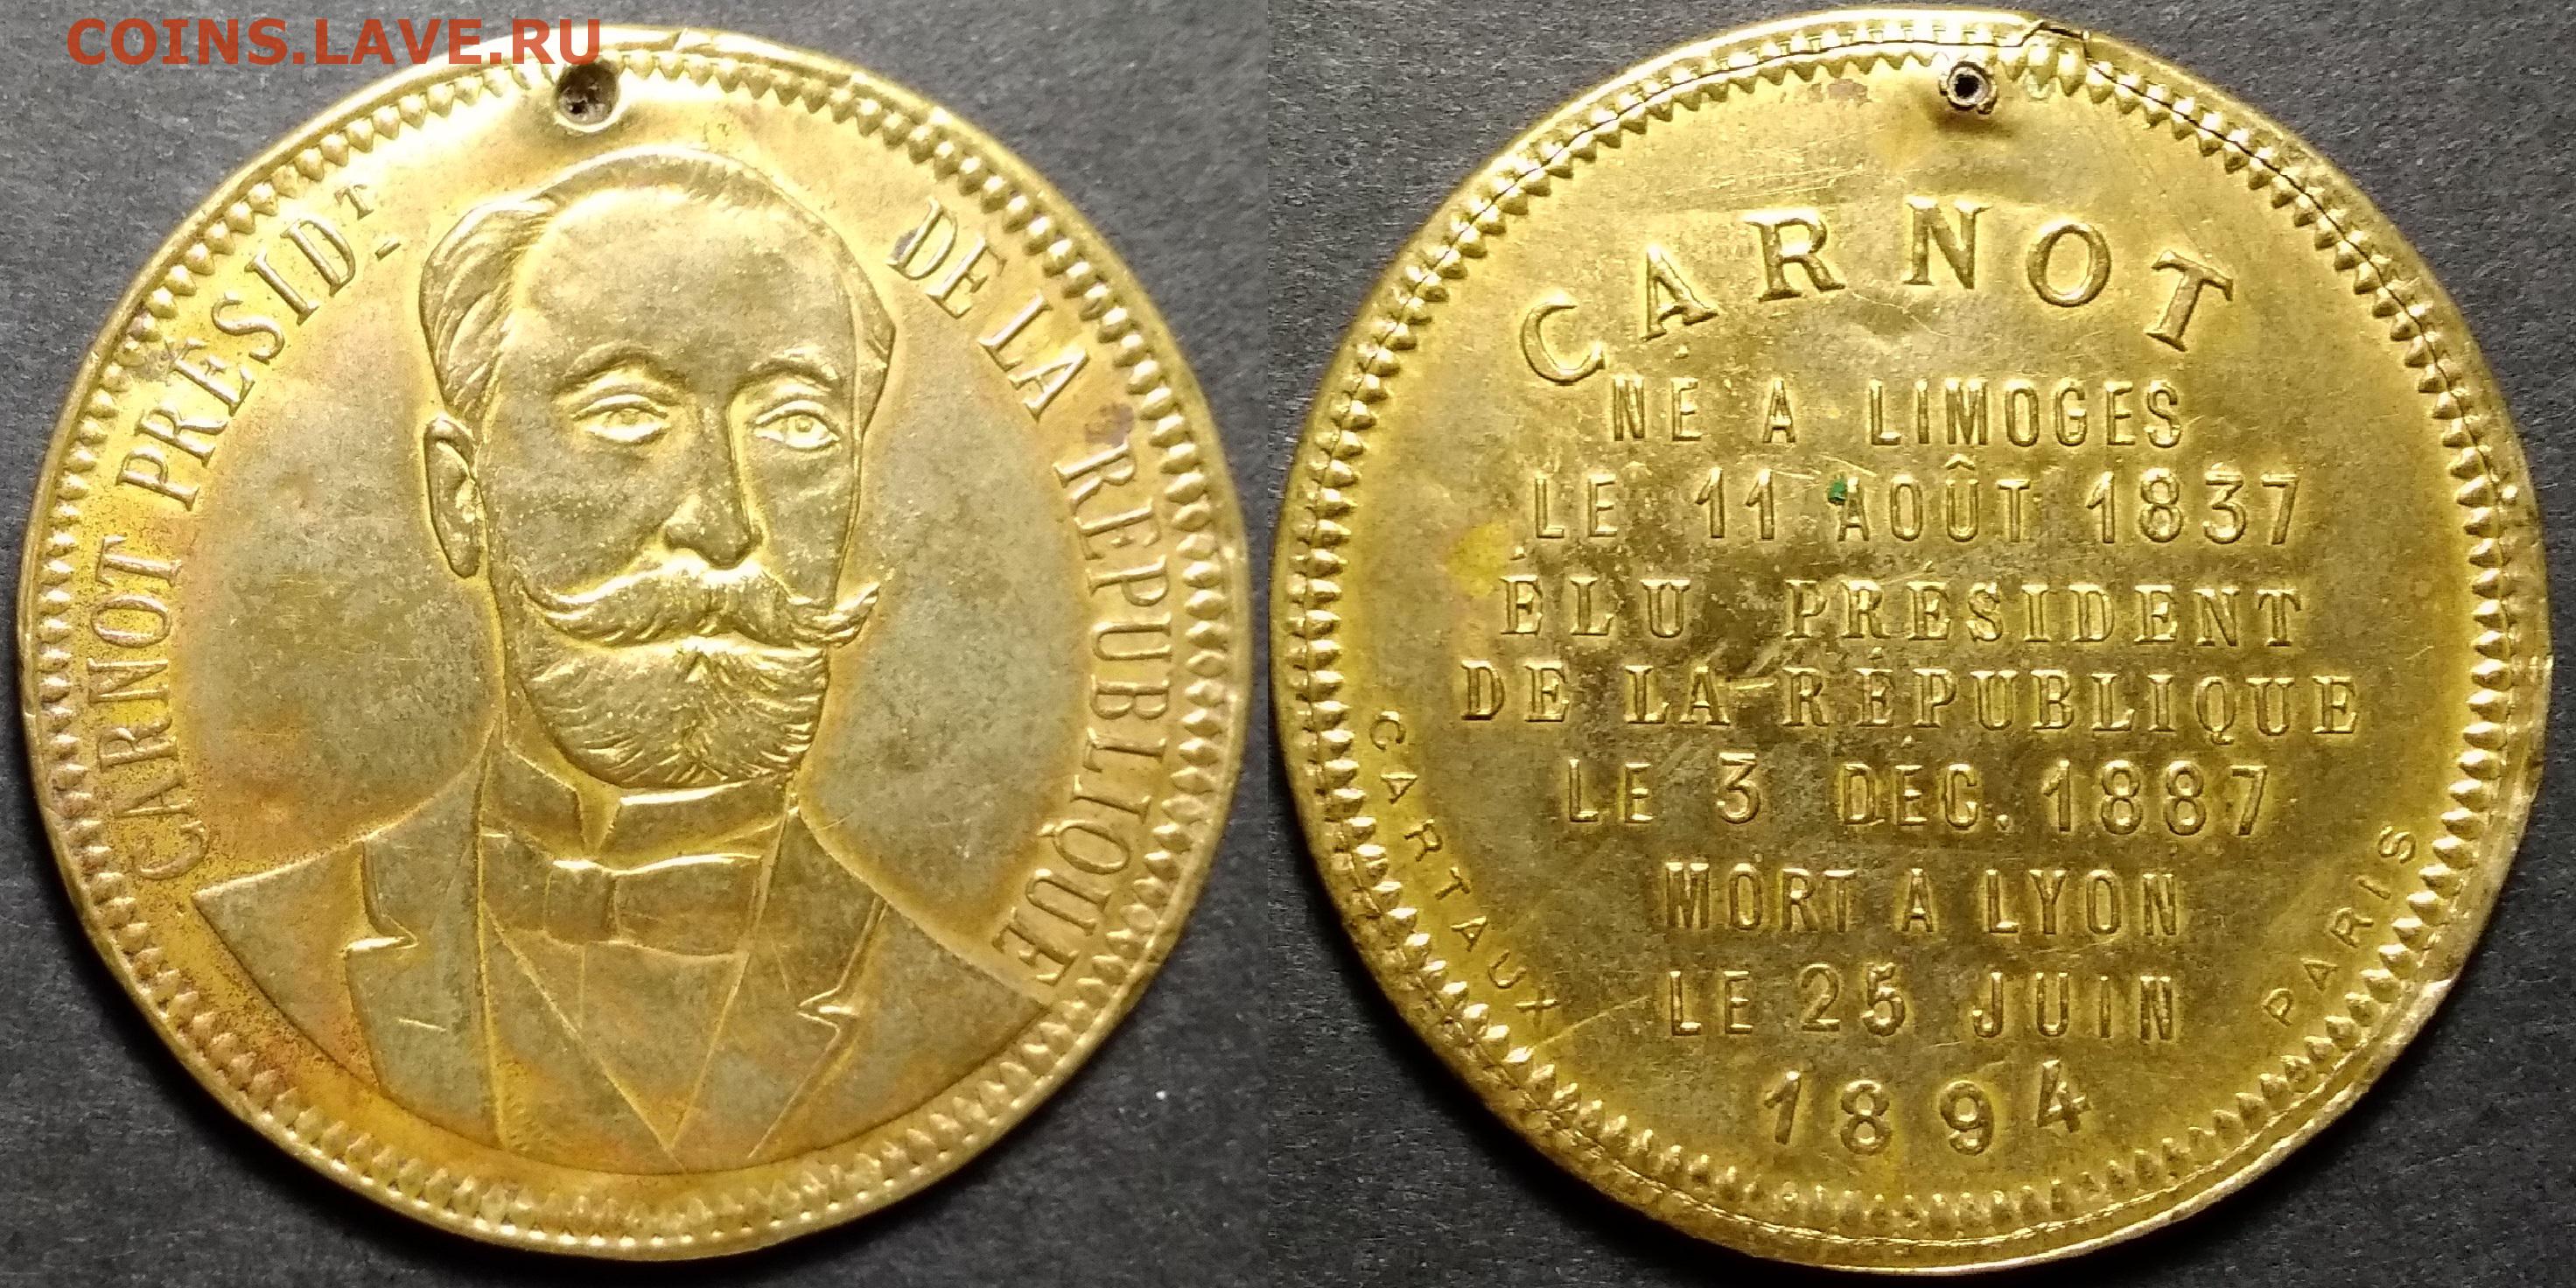 COINS.LAVE.RU
CARNOT PRÉSIDT
DE LA RÉPUBLIQUE
CARNOT
NÉ A LIMOGES
LE 11 AOÛT 1837
ÉLU PRÉSIDENT
DE LA RÉPUBLIQUE
LE 3 DEC. 1887
MORT A LYON
LE 25 JUIN
1894
CARTAUX PARIS